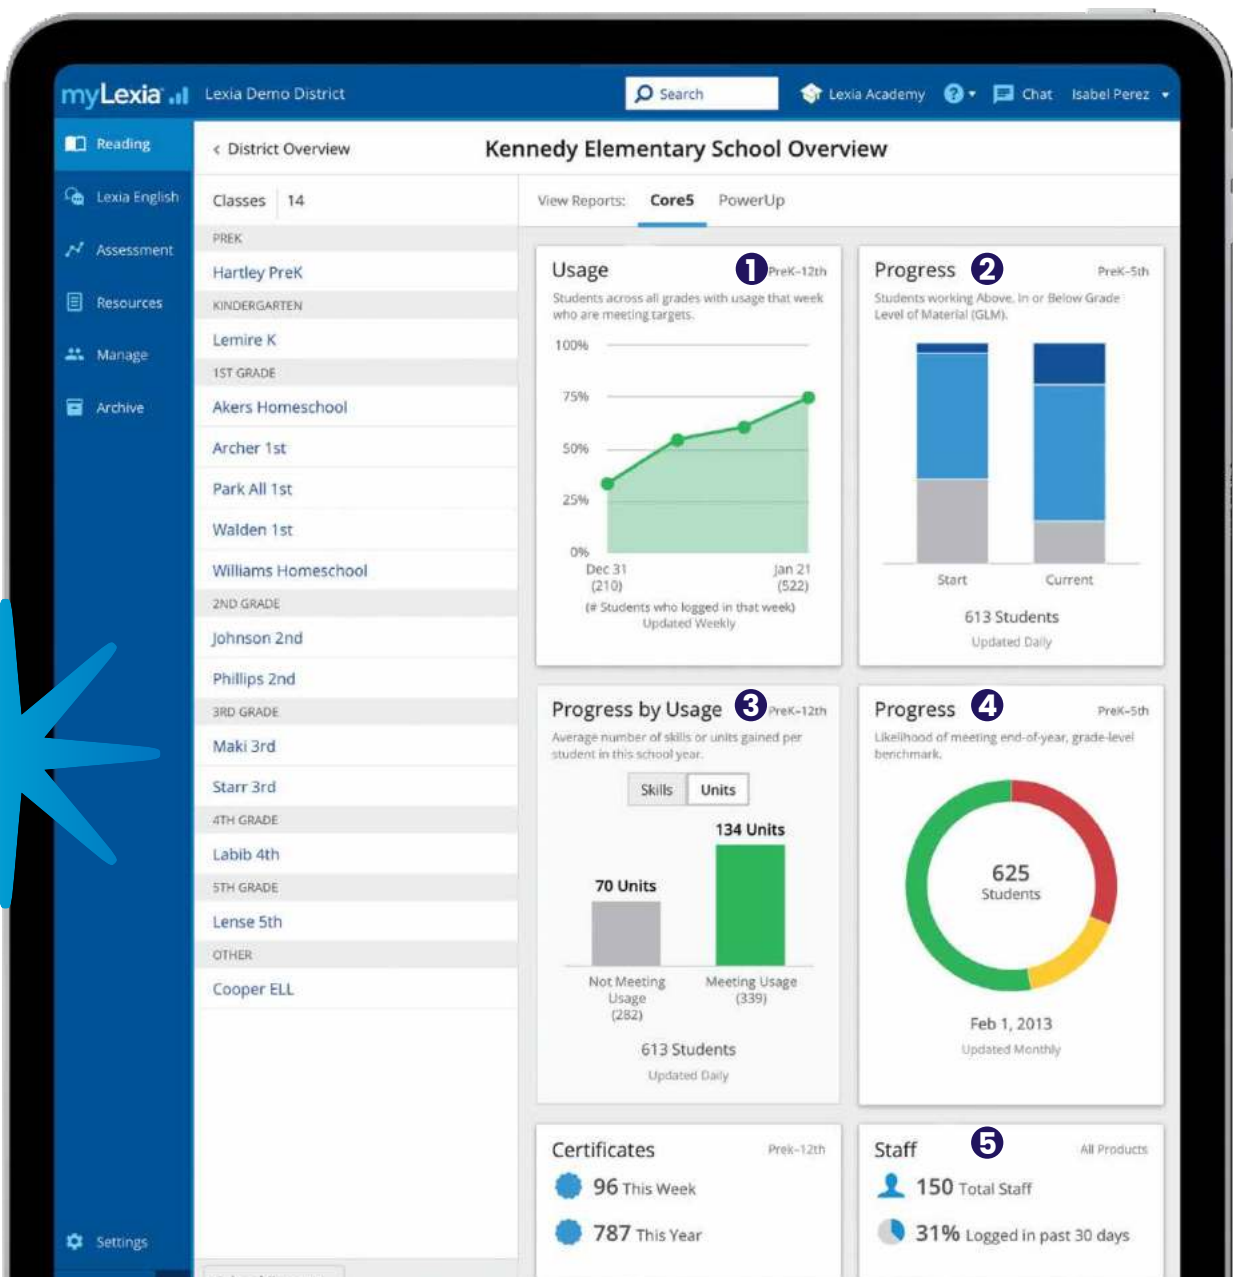 myLexia
Lexia Demo District
Search
Lexia Academy
?
Chat
Isabel Perez
Reading
Lexia English
Assessment
Resources
Manage
Archive
Settings
< District Overview
Kennedy Elementary School Overview
Classes 14
PREK
Hartley PreK
KINDERGARTEN
Lemire K
1ST GRADE
Akers Homeschool
Archer 1st
Park All 1st
Walden 1st
Williams Homeschool
2ND GRADE
Johnson 2nd
Phillips 2nd
3RD GRADE
Maki 3rd
Starr 3rd
4TH GRADE
Labib 4th
5TH GRADE
Lense 5th
OTHER
Cooper ELL
View Reports: Core5 PowerUp
Usage 1 PreK–12th
Students across all grades with usage that week
who are meeting targets.
100%
75%
50%
25%
0%
Dec 31 Jan 21
(210) (522)
(# Students who logged in that week)
Updated Weekly
Progress 2 PreK–5th
Students working Above, In or Below Grade
Level of Material (GLM).
Start Current
613 Students
Updated Daily
Progress by Usage 3 PreK–12th
Average number of skills or units gained per
student in this school year.
Skills Units
134 Units
70 Units
Not Meeting Meeting Usage
Usage (339)
(282)
613 Students
Updated Daily
Progress 4 PreK–5th
Likelihood of meeting end-of-year, grade-level
benchmark.
625
Students
Feb 1, 2013
Updated Monthly
Certificates Prek–12th
96 This Week
787 This Year
Staff 5 All Products
150 Total Staff
31% Logged in past 30 days